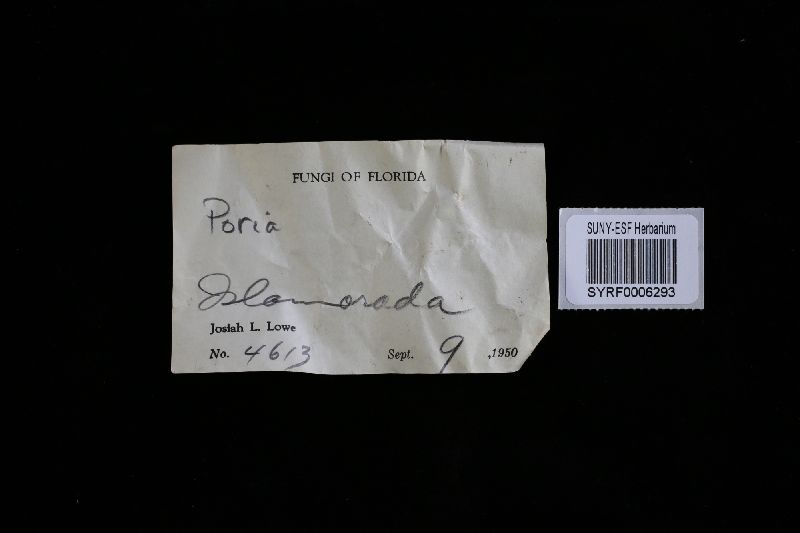 FUNGI OF FLORIDA
Poria
Islamorada
Josiah L. Lowe
No. 4613 Sept. 9, 1950
SUNY-ESF Herbarium
SYRF0006293